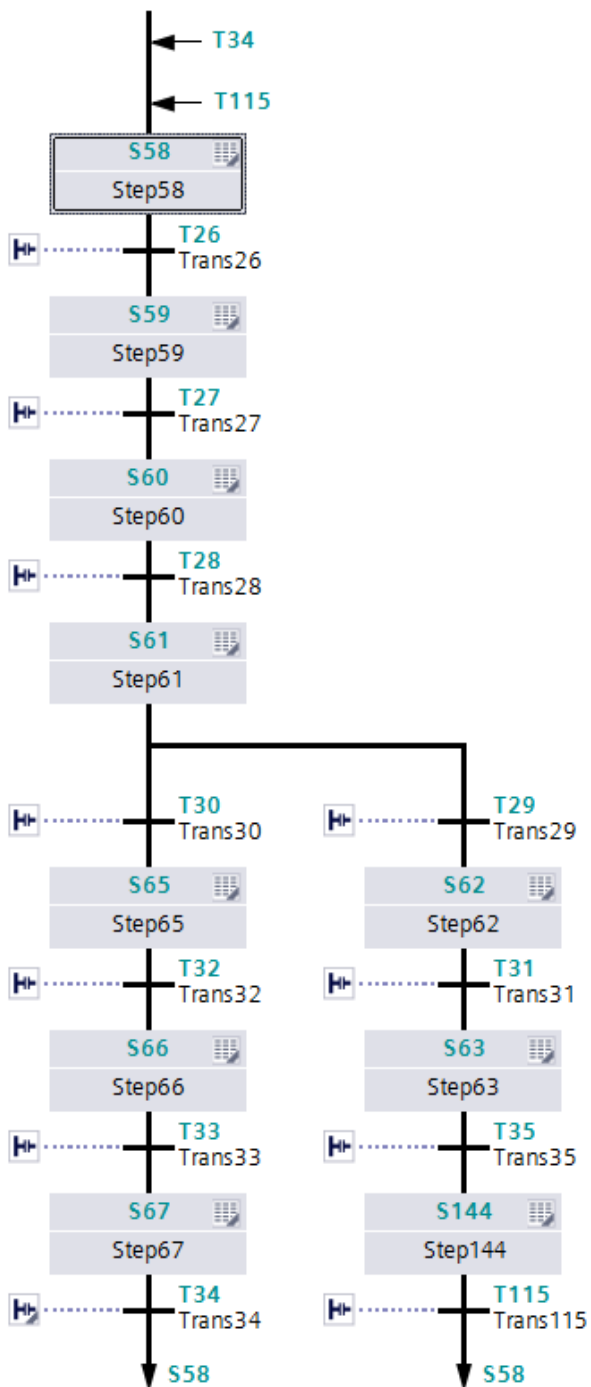 T34
T115
S58
Step58
T26
Trans26
S59
Step59
T27
Trans27
S60
Step60
T28
Trans28
S61
Step61
T30
Trans30
T29
Trans29
S65
Step65
S62
Step62
T32
Trans32
T31
Trans31
S66
Step66
S63
Step63
T33
Trans33
T35
Trans35
S67
Step67
S144
Step144
T34
Trans34
T115
Trans115
S58
S58